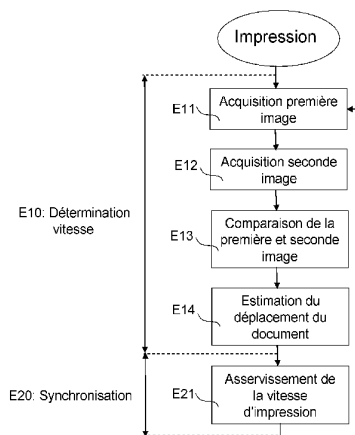 Impression
E11
Acquisition première
image
E12
Acquisition seconde
image
E10: Détermination
vitesse
E13
Comparaison de la
première et seconde
image
E14
Estimation du
déplacement du
document
E20: Synchronisation
E21
Asservissement de
la vitesse
d'impression